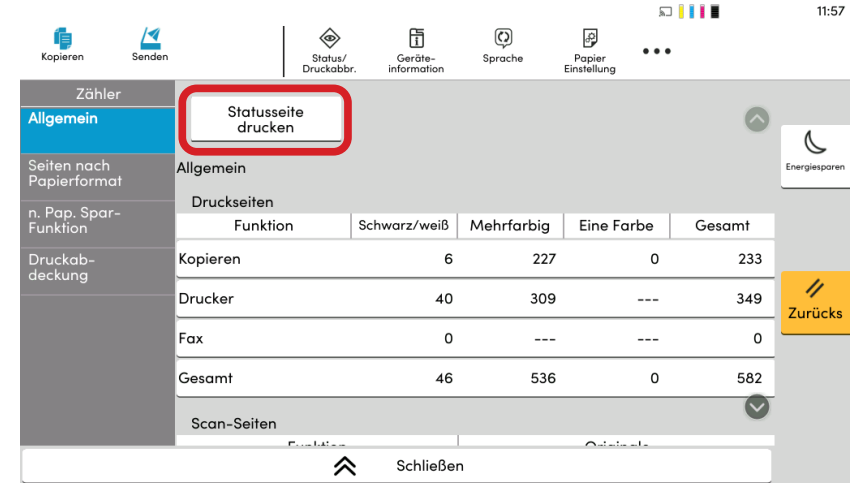 11:57
Kopieren
Senden
Status/
Druckabbr.
Geräte-
information
Sprache
Papier
Einstellung
Zähler
Allgemein
Seiten nach
Papierformat
n. Pap. Spar-
Funktion
Druckab-
deckung
Statusseite
drucken
Allgemein
Druckseiten
Funktion Schwarz/weiß Mehrfarbig Eine Farbe Gesamt
Kopieren 6 227 0 233
Drucker 40 309 --- 349
Fax 0 --- --- 0
Gesamt 46 536 0 582
Scan-Seiten
Funktion Originale
Energiesparen
Zurücks
Schließen